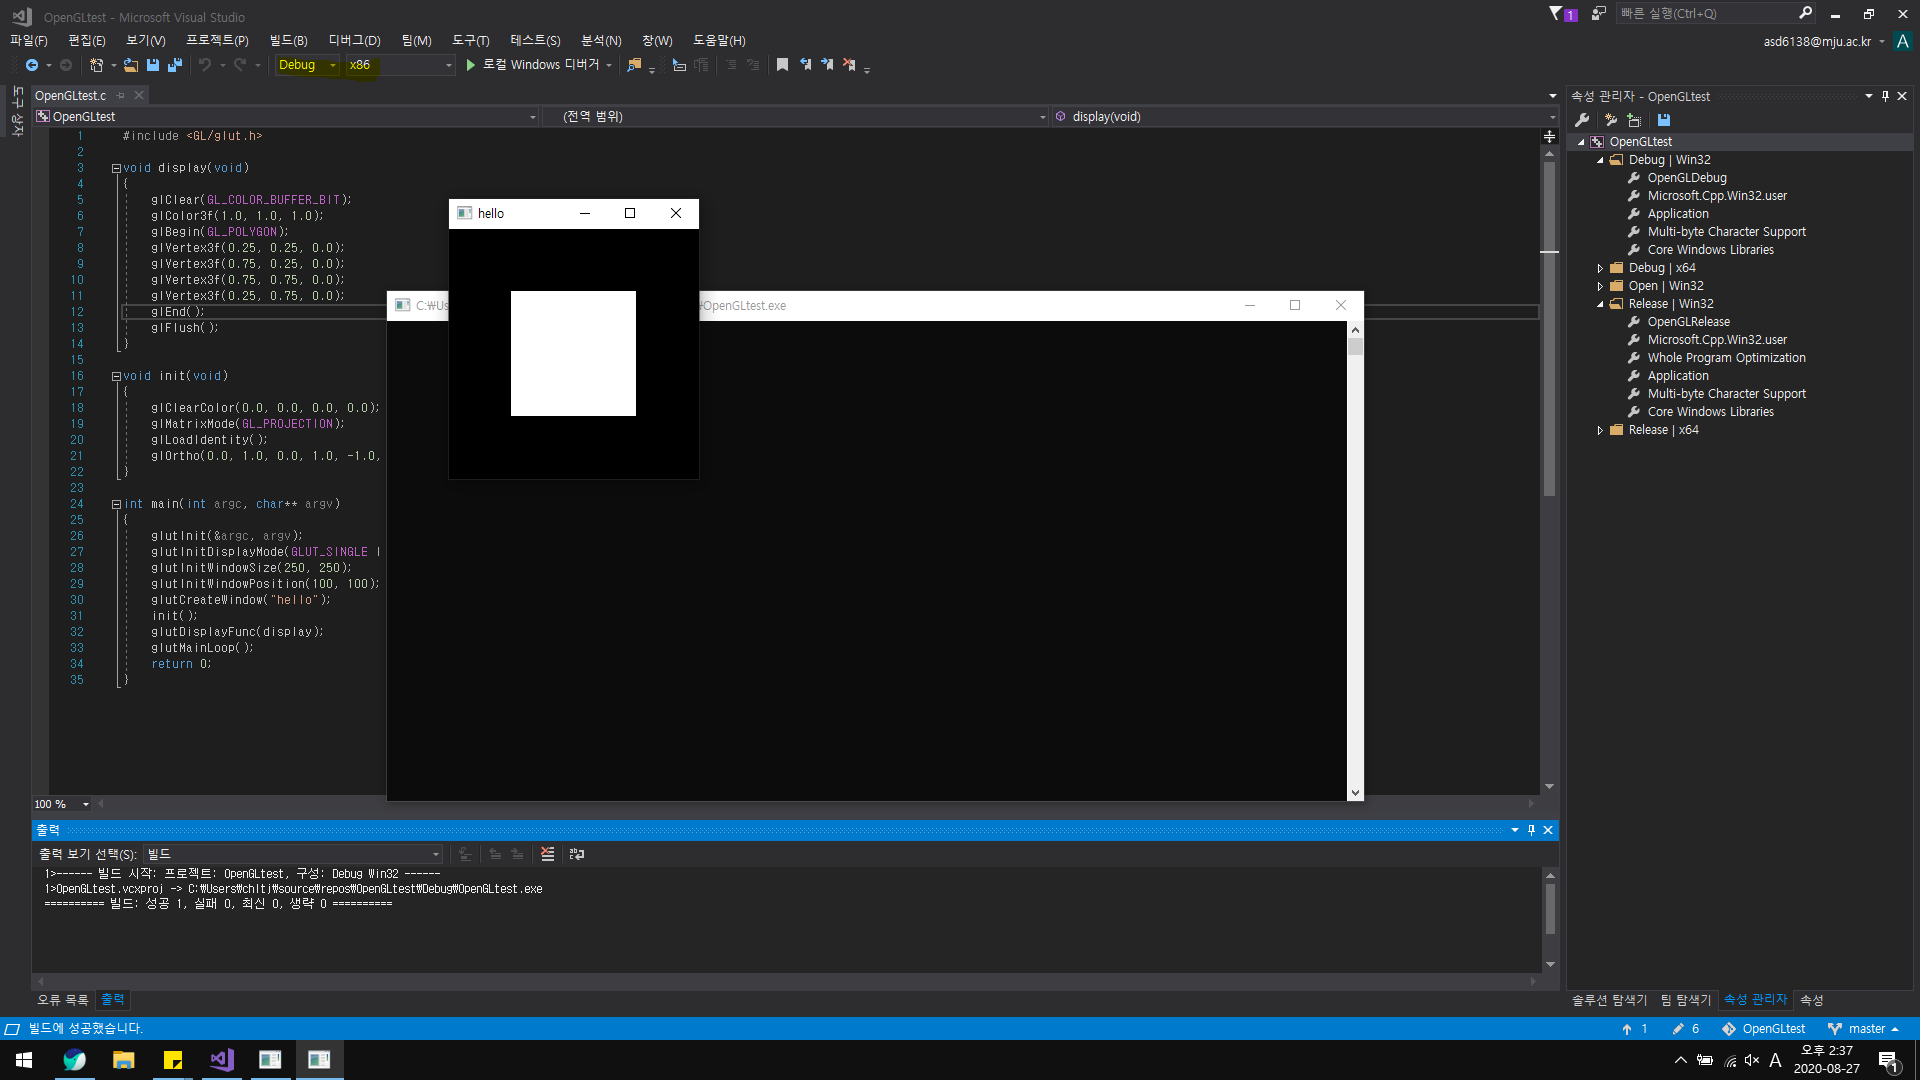 OpenGLtest - Microsoft Visual Studio
1
빠른 실행(Ctrl+Q)
파일(F) 편집(E) 보기(V) 프로젝트(P) 빌드(B) 디버그(D) 팀(M) 도구(T) 테스트(S) 분석(N) 창(W) 도움말(H)
asd6138@mju.ac.kr A
Debug x86 로컬 Windows 디버거
도구 상자
OpenGLtest.c
OpenGLtest (전역 범위) display(void)
1 #include <GL/glut.h>
2
3 void display(void)
4 {
5 glClear(GL_COLOR_BUFFER_BIT);
6 glColor3f(1.0, 1.0, 1.0);
7 glBegin(GL_POLYGON);
8 glVertex3f(0.25, 0.25, 0.0);
9 glVertex3f(0.75, 0.25, 0.0);
10 glVertex3f(0.75, 0.75, 0.0);
11 glVertex3f(0.25, 0.75, 0.0);
12 glEnd();
13 glFlush();
14 }
15
16 void init(void)
17 {
18 glClearColor(0.0, 0.0, 0.0, 0.0);
19 glMatrixMode(GL_PROJECTION);
20 glLoadIdentity();
21 glOrtho(0.0, 1.0, 0.0, 1.0, -1.0,
22 }
23
24 int main(int argc, char** argv)
25 {
26 glutInit(&argc, argv);
27 glutInitDisplayMode(GLUT_SINGLE |
28 glutInitWindowSize(250, 250);
29 glutInitWindowPosition(100, 100);
30 glutCreateWindow("hello");
31 init();
32 glutDisplayFunc(display);
33 glutMainLoop();
34 return 0;
35 }
hello
C:₩Us
₩OpenGLtest.exe
100 %
출력
출력 보기 선택(S): 빌드
1>------ 빌드 시작: 프로젝트: OpenGLtest, 구성: Debug Win32 ------
1>OpenGLtest.vcxproj -> C:₩Users₩chltj₩source₩repos₩OpenGLtest₩Debug₩OpenGLtest.exe
========== 빌드: 성공 1, 실패 0, 최신 0, 생략 0 ==========
오류 목록 출력
속성 관리자 - OpenGLtest
OpenGLtest
Debug | Win32
OpenGLDebug
Microsoft.Cpp.Win32.user
Application
Multi-byte Character Support
Core Windows Libraries
Debug | x64
Open | Win32
Release | Win32
OpenGLRelease
Microsoft.Cpp.Win32.user
Whole Program Optimization
Application
Multi-byte Character Support
Core Windows Libraries
Release | x64
솔루션 탐색기 팀 탐색기 속성 관리자 속성
빌드에 성공했습니다.
1 6 OpenGLtest master
A
오후 2:37
2020-08-27
1